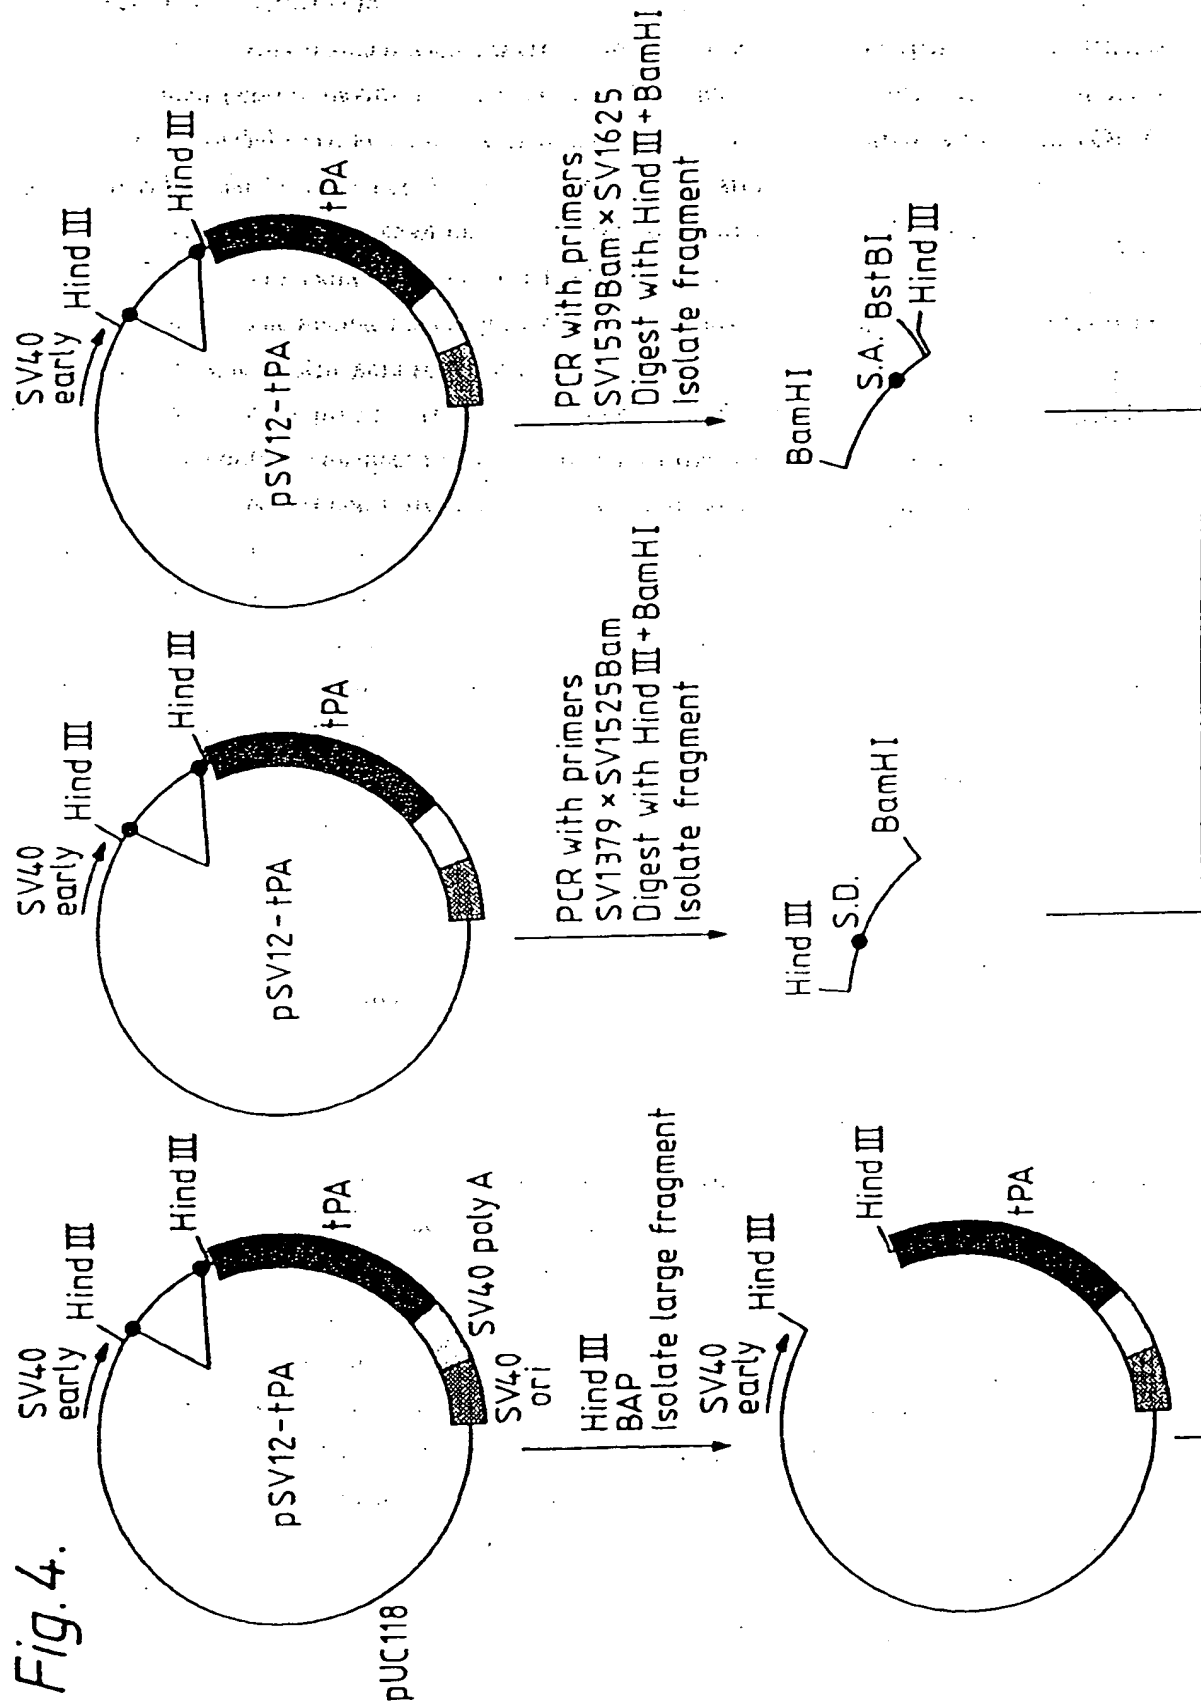 Fig. 4.
SV40
early
Hind III
Hind III
tPA
pSV12-tPA
SV40 poly A
SV40
ori
pUC118
Hind III
BAP
Isolate large fragment
SV40
early
Hind III
Hind III
tPA
SV40
early
Hind III
Hind III
tPA
pSV12-tPA
PCR with primers
SV1379 × SV1525Bam
Digest with Hind III + BamHI
Isolate fragment
Hind III
S.D.
BamHI
SV40
early
Hind III
Hind III
tPA
pSV12-tPA
PCR with primers
SV1539Bam × SV1625
Digest with Hind III + BamHI
Isolate fragment
BamHI
S.A.
BstBI
Hind III